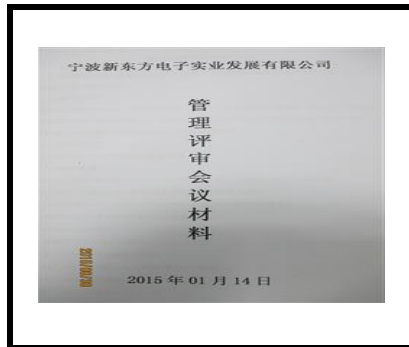 宁波新东方电子实业发展有限公司
管理评审会议材料
2015 年 01 月 14 日